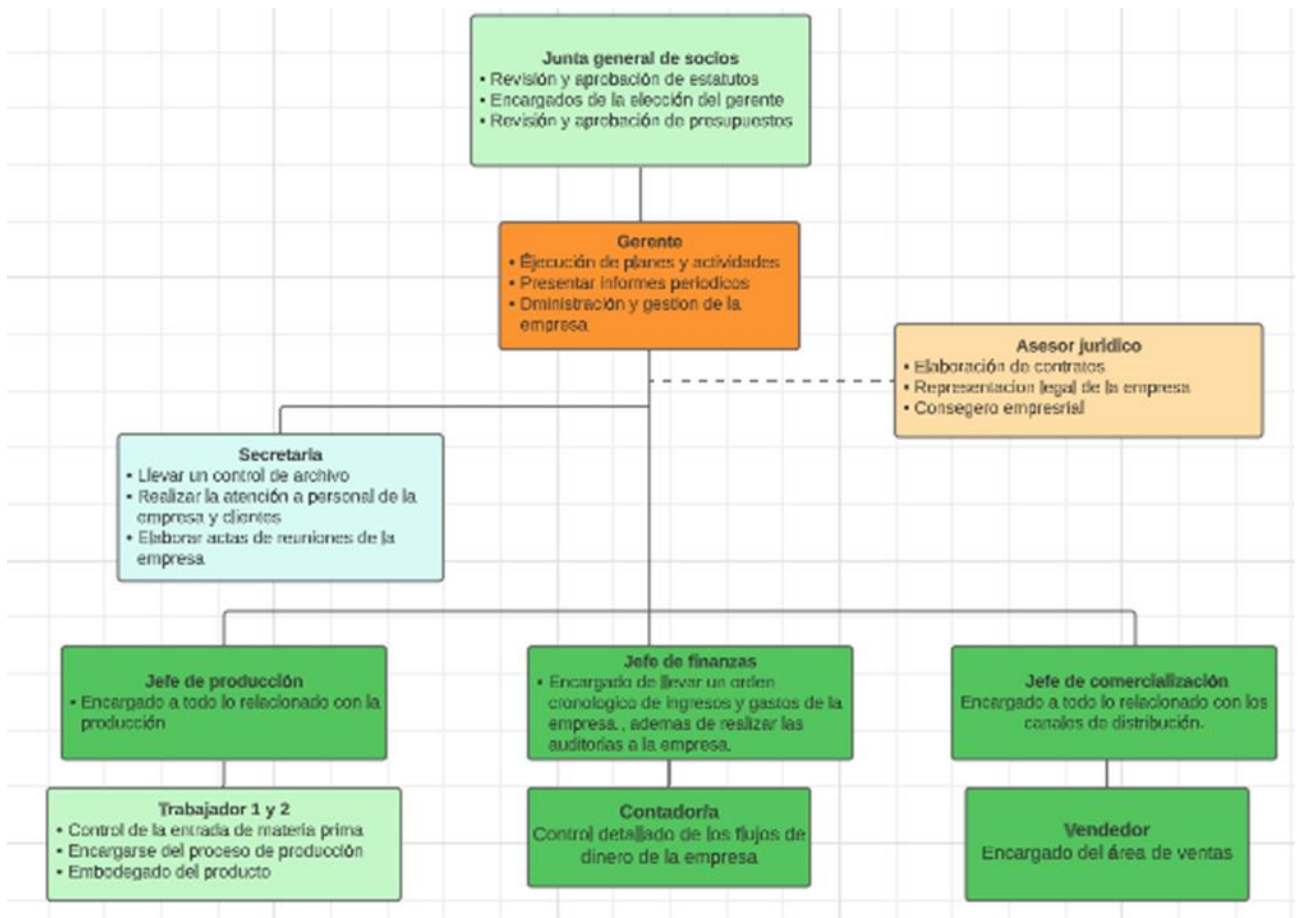 Junta general de socios
• Revisión y aprobación de estatutos
• Encargados de la elección del gerente
• Revisión y aprobación de presupuestos
Gerente
• Éjecución de planes y actividades
• Presentar informes periodicos
• Dministración y gestion de la
empresa
Asesor juridico
• Elaboración de contratos
• Representacion legal de la empresa
• Consegero empresrial
Secretaria
• Llevar un control de archivo
• Realizar la atención a personal de la
empresa y clientes
• Elaborar actas de reuniones de la
empresa
Jefe de producción
• Encargado a todo lo relacionado con la
producción
Jefe de finanzas
• Encargado de llevar un orden
cronologico de ingresos y gastos de la
empresa., ademas de realizar las
auditorias a la empresa.
Jefe de comercialización
Encargado a todo lo relacionado con los
canales de distribución.
Trabajador 1 y 2
• Control de la entrada de materia prima
• Encargarse del proceso de producción
• Embodegado del producto
Contador/a
Control detallado de los flujos de
dinero de la empresa
Vendedor
Encargado del área de ventas